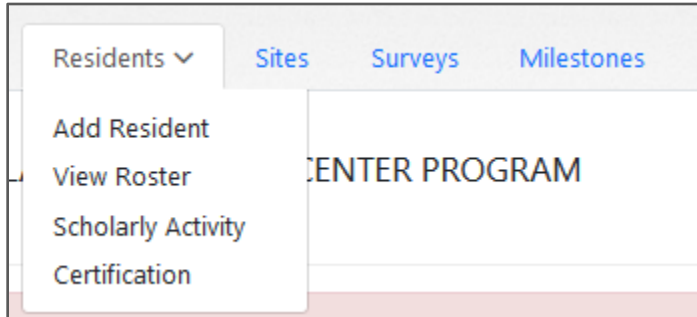 Residents Sites Surveys Milestones
Add Resident
View Roster
CENTER PROGRAM
Scholarly Activity
Certification